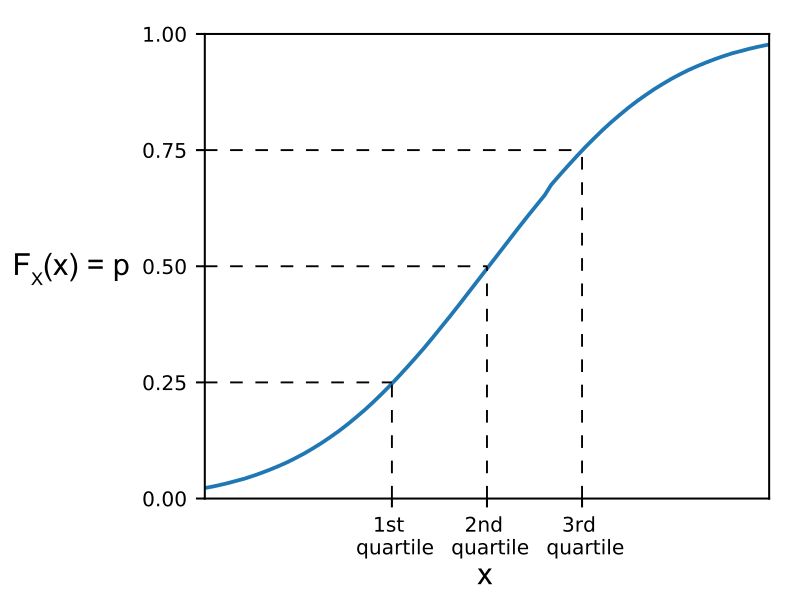 1.00
0.75
F_X(x) = p 0.50
0.25
0.00
1st 2nd 3rd
quartile quartile quartile
x